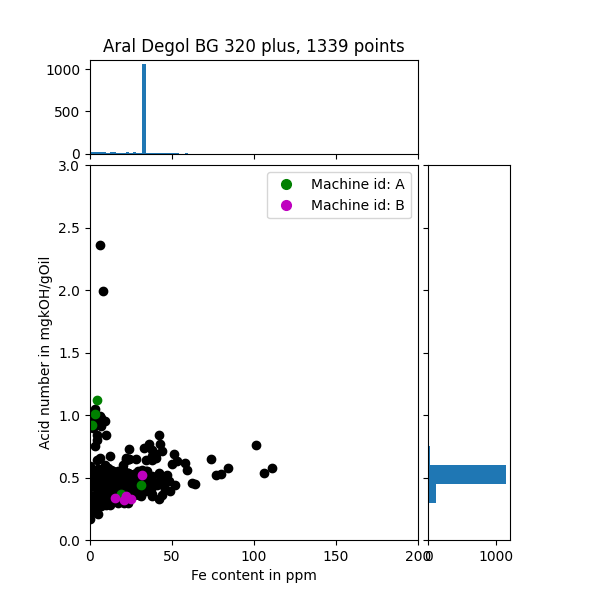 Aral Degol BG 320 plus, 1339 points
1000
500
0
3.0
2.5
2.0
1.5
1.0
0.5
0.0
Acid number in mgkOH/gOil
Machine id: A
Machine id: B
0 50 100 150 200
0 1000
Fe content in ppm